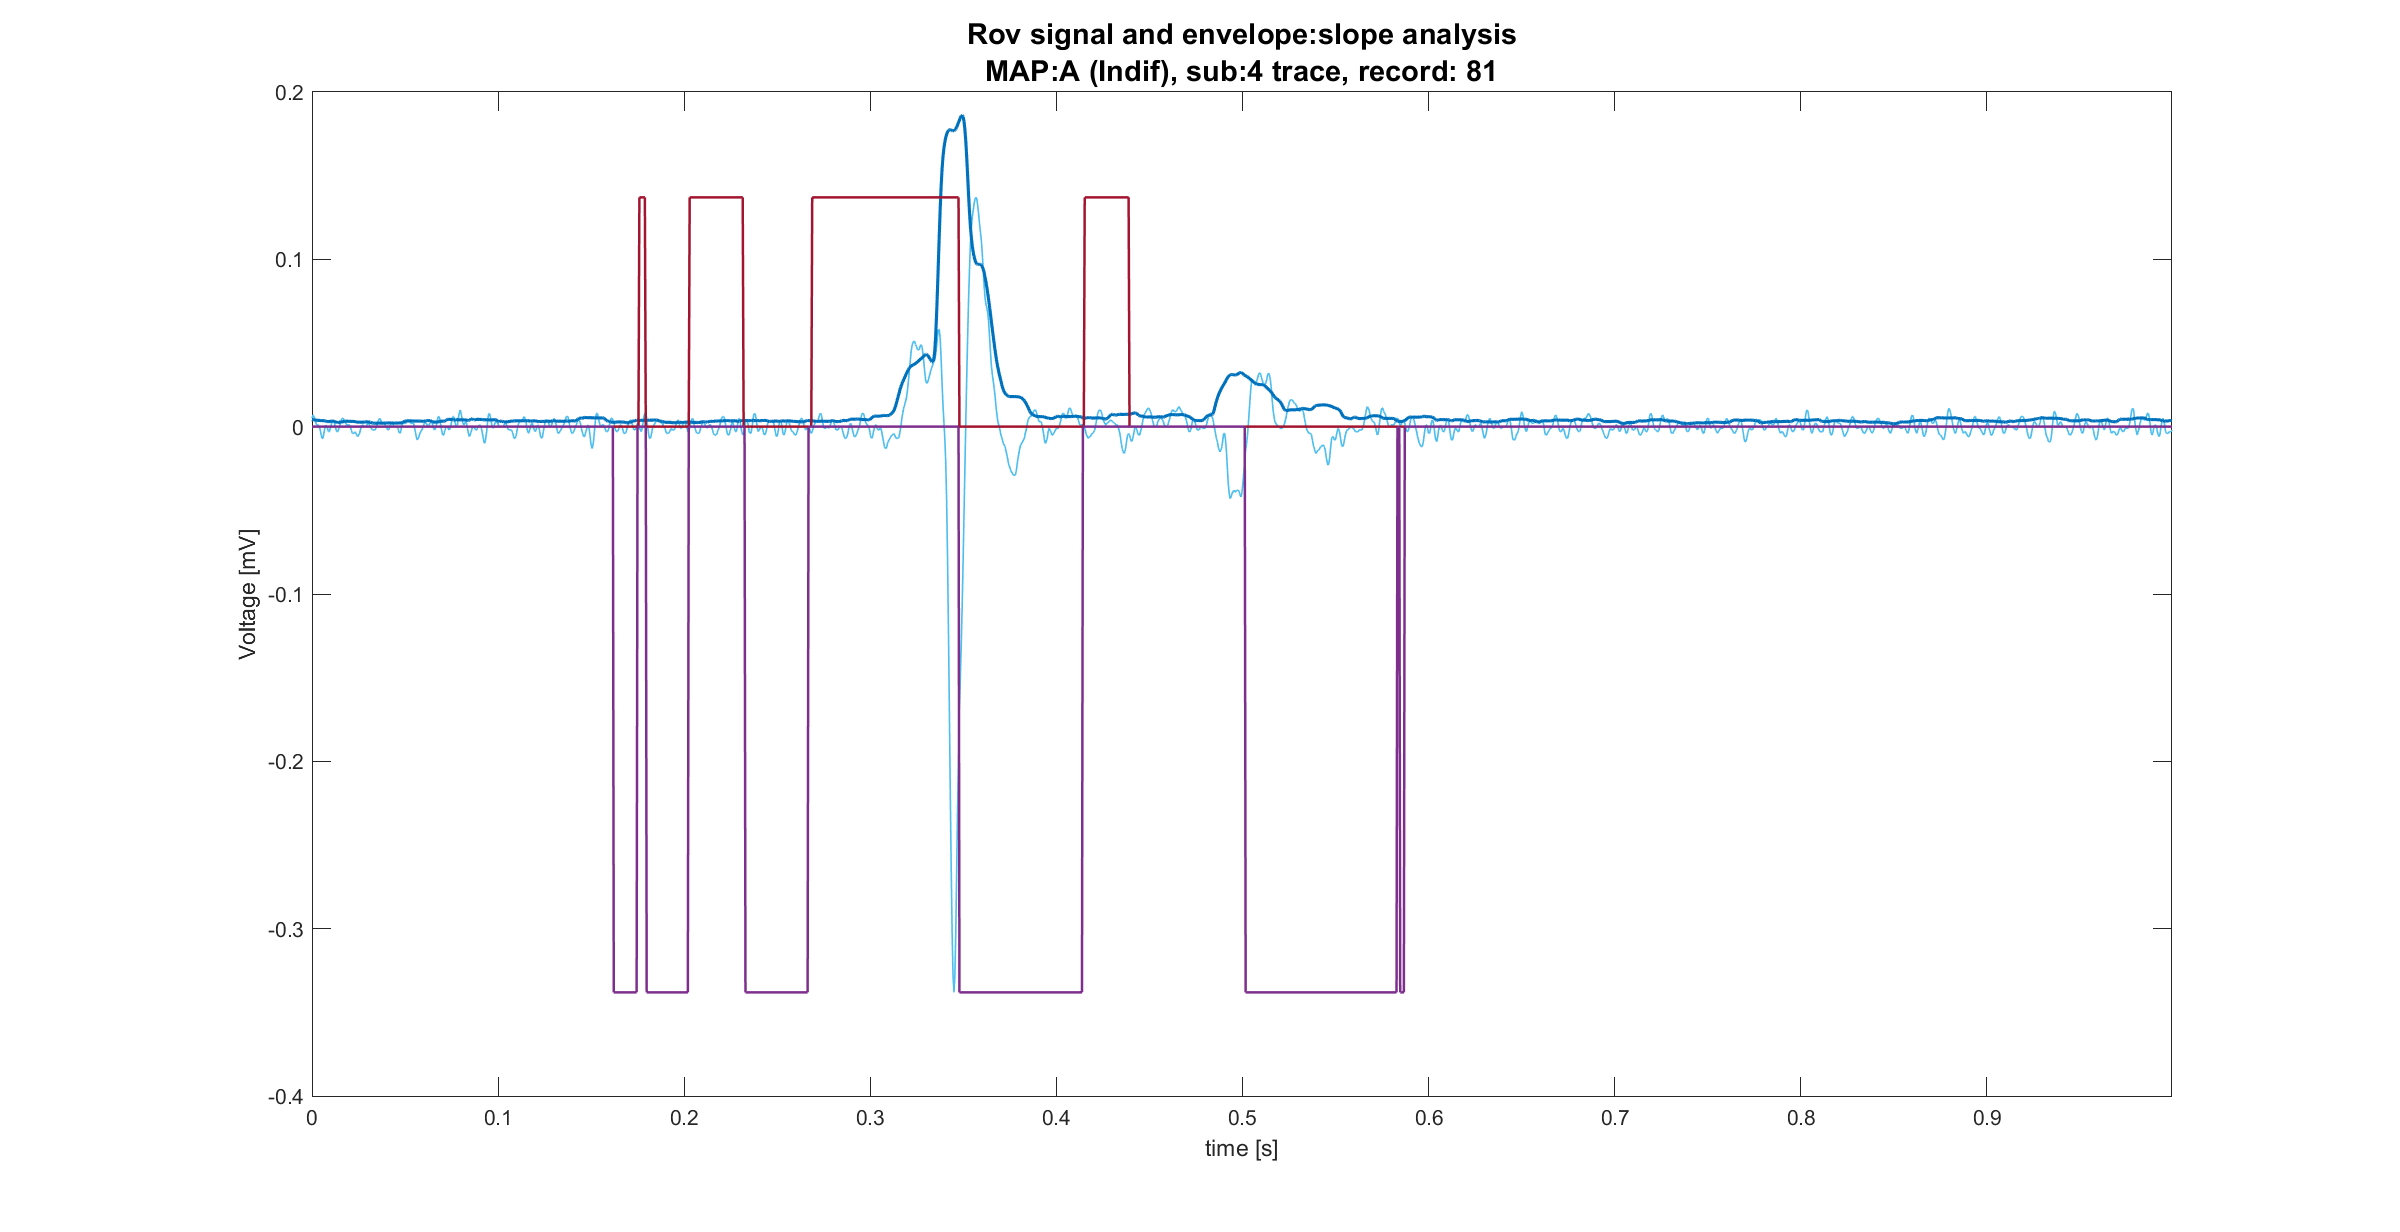 Rov signal and envelope:slope analysis
MAP:A (Indif), sub:4 trace, record: 81
0.2
0.1
0
-0.1
-0.2
-0.3
-0.4
Voltage [mV]
0 0.1 0.2 0.3 0.4 0.5 0.6 0.7 0.8 0.9
time [s]